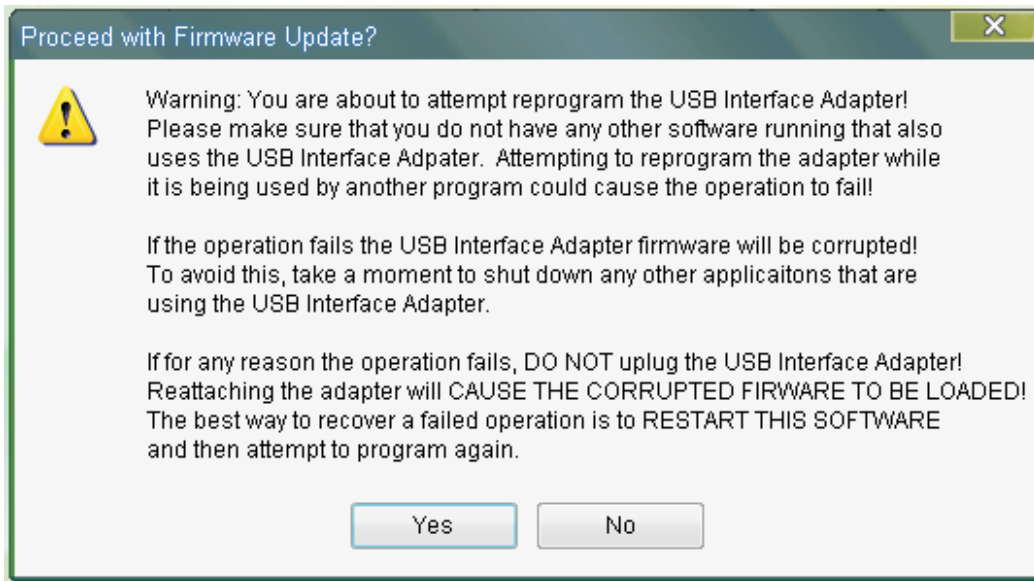 Proceed with Firmware Update?
Warning: You are about to attempt reprogram the USB Interface Adapter!
Please make sure that you do not have any other software running that also
uses the USB Interface Adpater. Attempting to reprogram the adapter while
it is being used by another program could cause the operation to fail!
If the operation fails the USB Interface Adapter firmware will be corrupted!
To avoid this, take a moment to shut down any other applicaitons that are
using the USB Interface Adapter.
If for any reason the operation fails, DO NOT uplug the USB Interface Adapter!
Reattaching the adapter will CAUSE THE CORRUPTED FIRWARE TO BE LOADED!
The best way to recover a failed operation is to RESTART THIS SOFTWARE
and then attempt to program again.
Yes
No